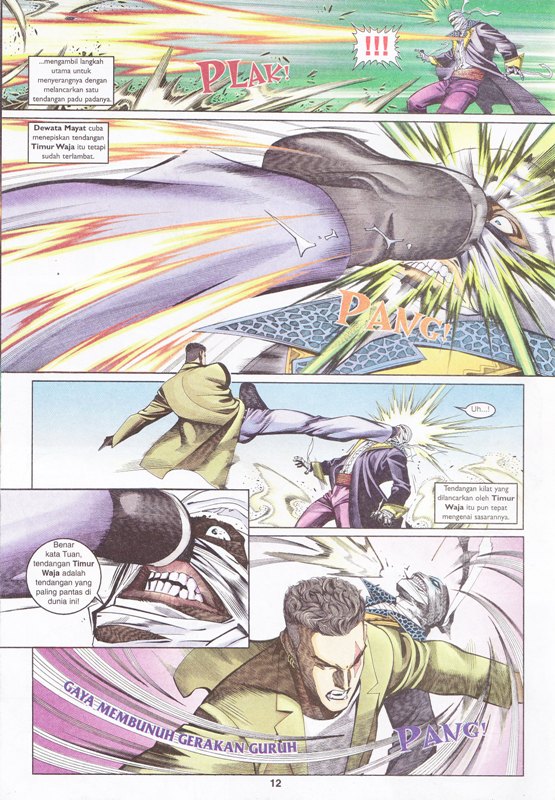 ...mengambil langkah
utama untuk
menyerangnya dengan
melancarkan satu
tendangan padu padanya.
PLAK!
!!!
Dewata Mayat cuba
menepiskan tendangan
Timur Waja itu tetapi
sudah terlambat.
PANG!
Uh...!
Tendangan kilat yang
dilancarkan oleh Timur
Waja itu pun tepat
mengenai sasarannya.
Benar
kata Tuan,
tendangan Timur
Waja adalah
tendangan yang
paling pantas di
dunia ini!
GAYA MEMBUNUH GERAKAN GURUH
PANG!
12